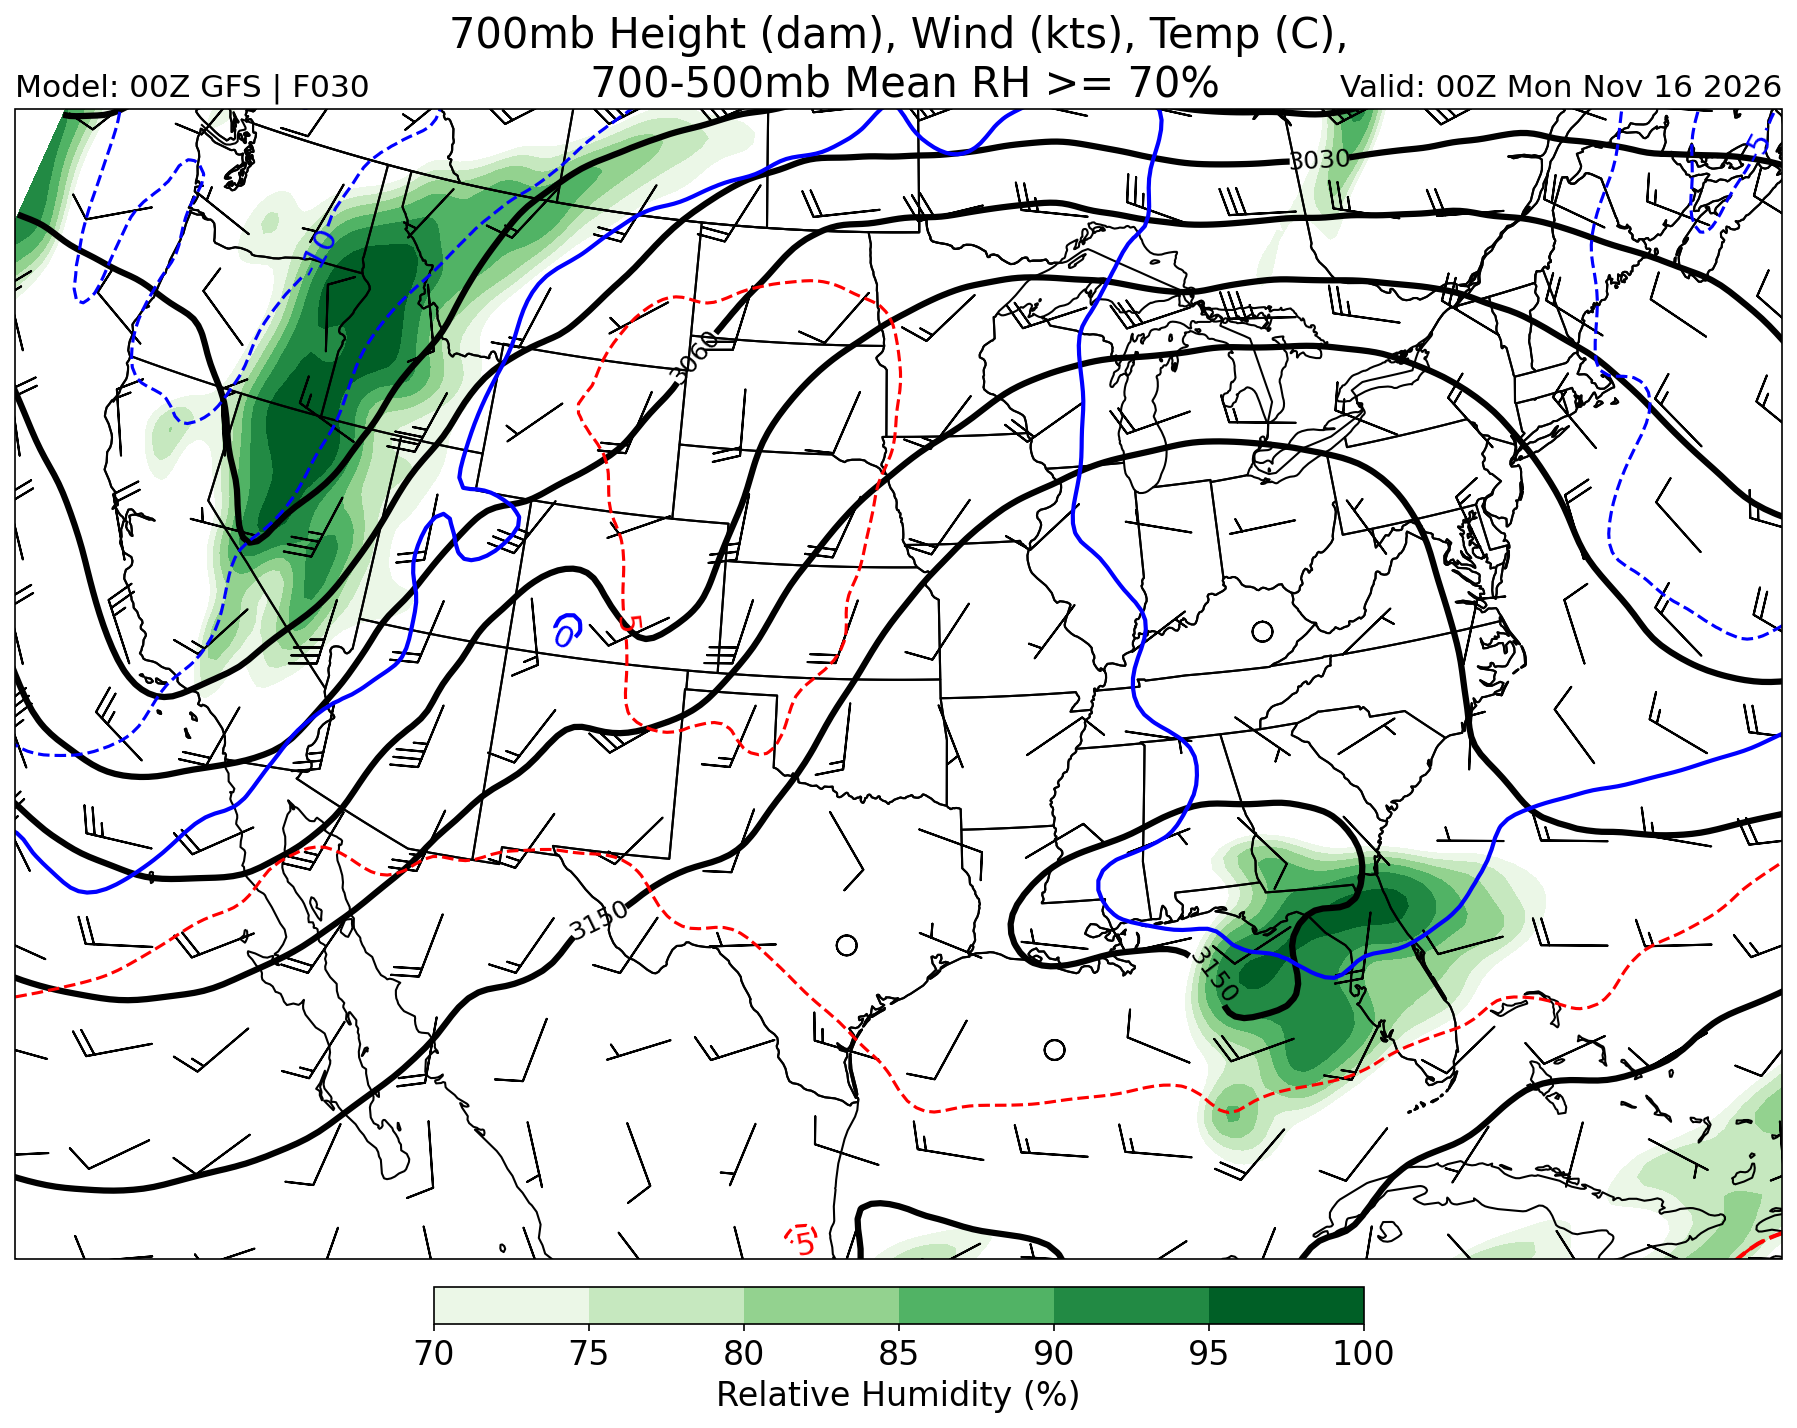 700mb Height (dam), Wind (kts), Temp (C),
700-500mb Mean RH >= 70%
Model: 00Z GFS | F030
Valid: 00Z Mon Nov 16 2026
3030
-5
-10
3060
5
0
3150
3150
5
70 75 80 85 90 95 100
Relative Humidity (%)